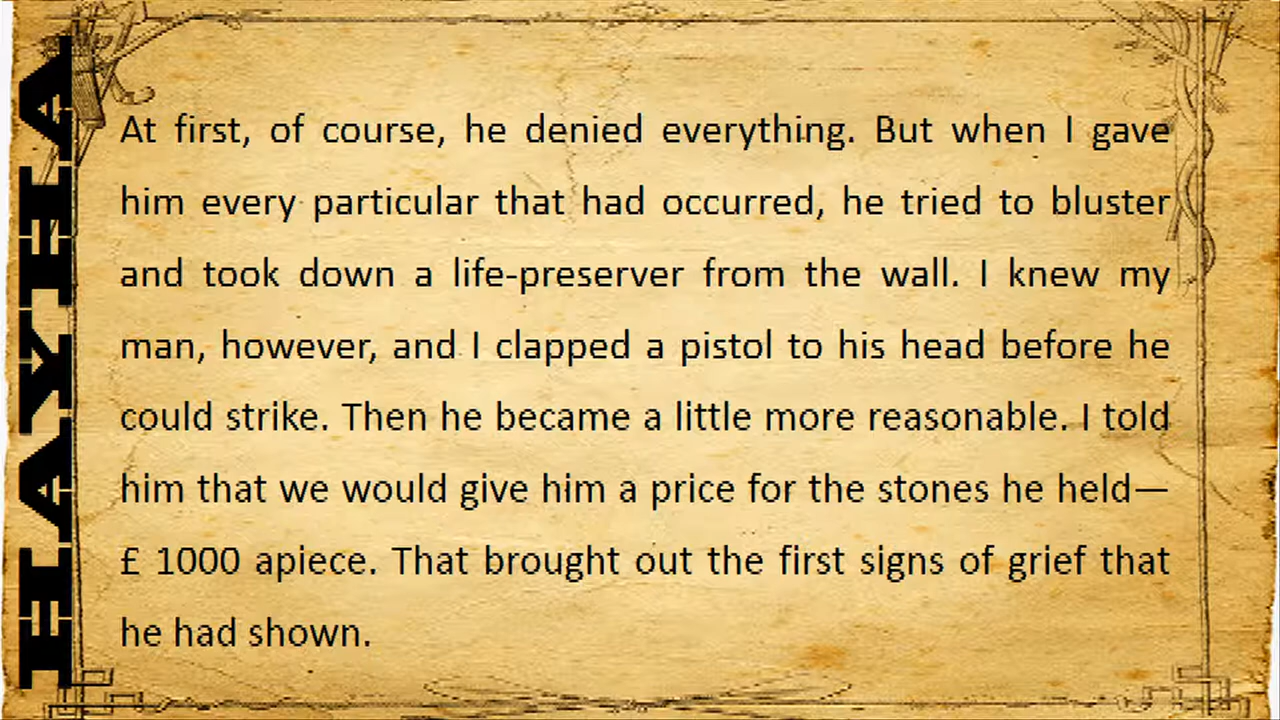 HAYHA
At first, of course, he denied everything. But when I gave
him every particular that had occurred, he tried to bluster
and took down a life-preserver from the wall. I knew my
man, however, and I clapped a pistol to his head before he
could strike. Then he became a little more reasonable. I told
him that we would give him a price for the stones he held—
£ 1000 apiece. That brought out the first signs of grief that
he had shown.